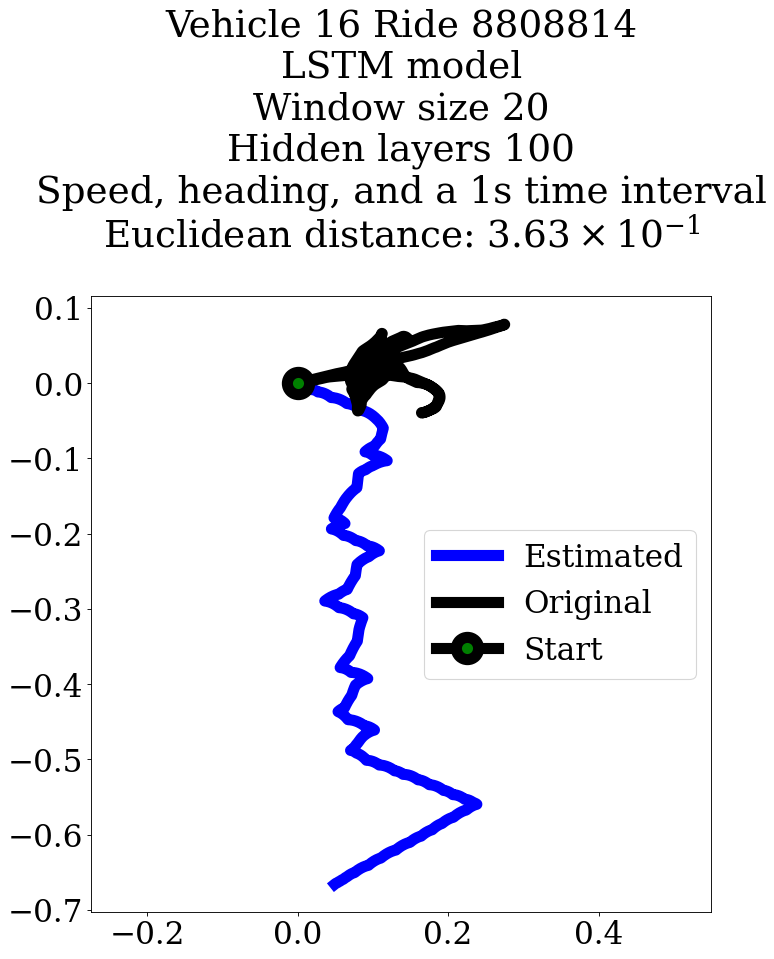 Vehicle 16 Ride 8808814
LSTM model
Window size 20
Hidden layers 100
Speed, heading, and a 1s time interval
Euclidean distance: 3.63 × 10⁻¹
0.1
0.0
−0.1
−0.2
−0.3
−0.4
−0.5
−0.6
−0.7
Estimated
Original
Start
−0.2 0.0 0.2 0.4